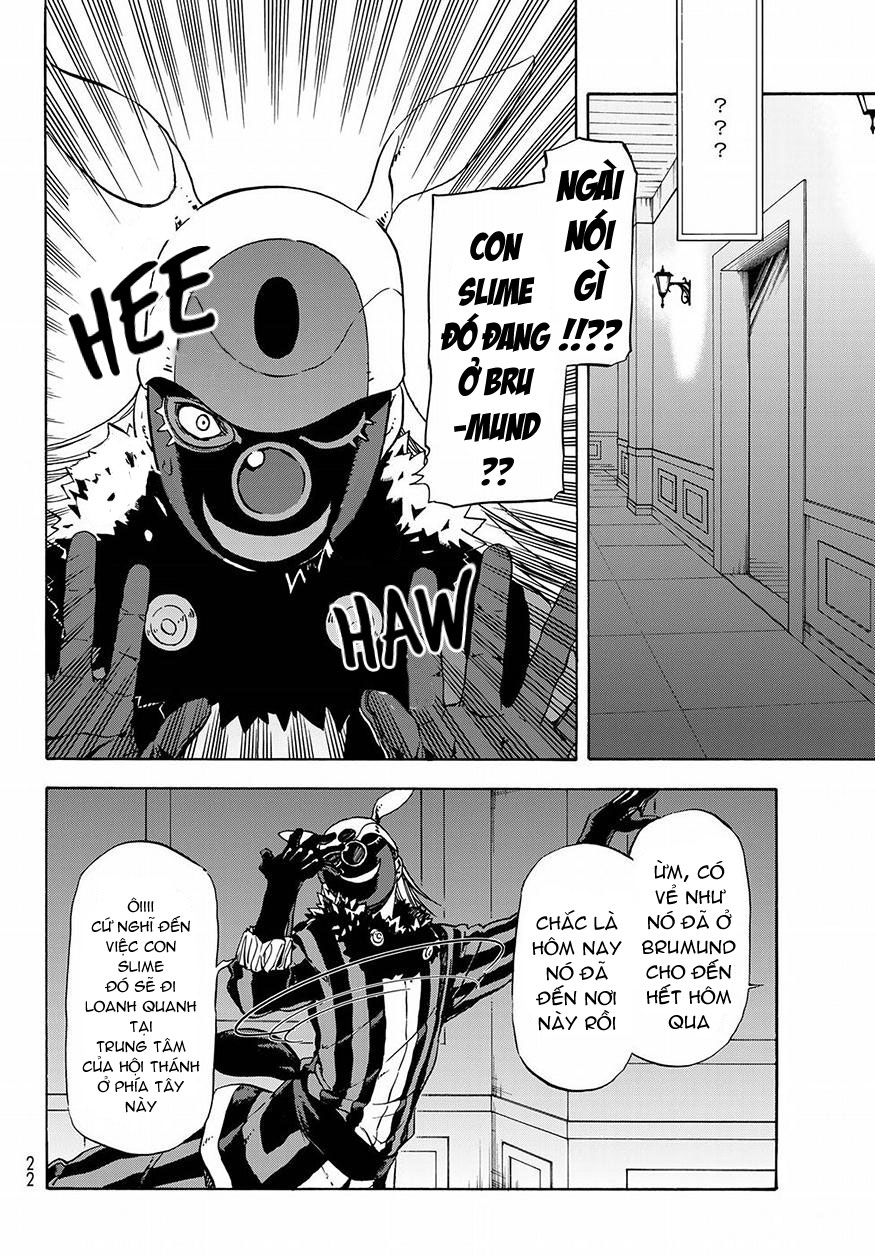 ???
NGÀI
NÓI
GÌ
!!??
CON
SLIME
ĐÓ ĐANG
Ở BRU
-MUND
??
HEE
HAW
ỪM, CÓ
VẺ NHƯ
NÓ ĐÃ Ở
BRUMUND
CHO ĐẾN
HẾT HÔM
QUA
CHẮC LÀ
HÔM NAY
NÓ ĐÃ
ĐẾN NƠI
NÀY RỒI
ÔIIII
CỨ NGHĨ ĐẾN
VIỆC CON
SLIME
ĐÓ SẼ ĐI
LOANH QUANH
TẠI
TRUNG TÂM
CỦA HỘI THÁNH
Ở PHÍA TÂY
NÀY
22